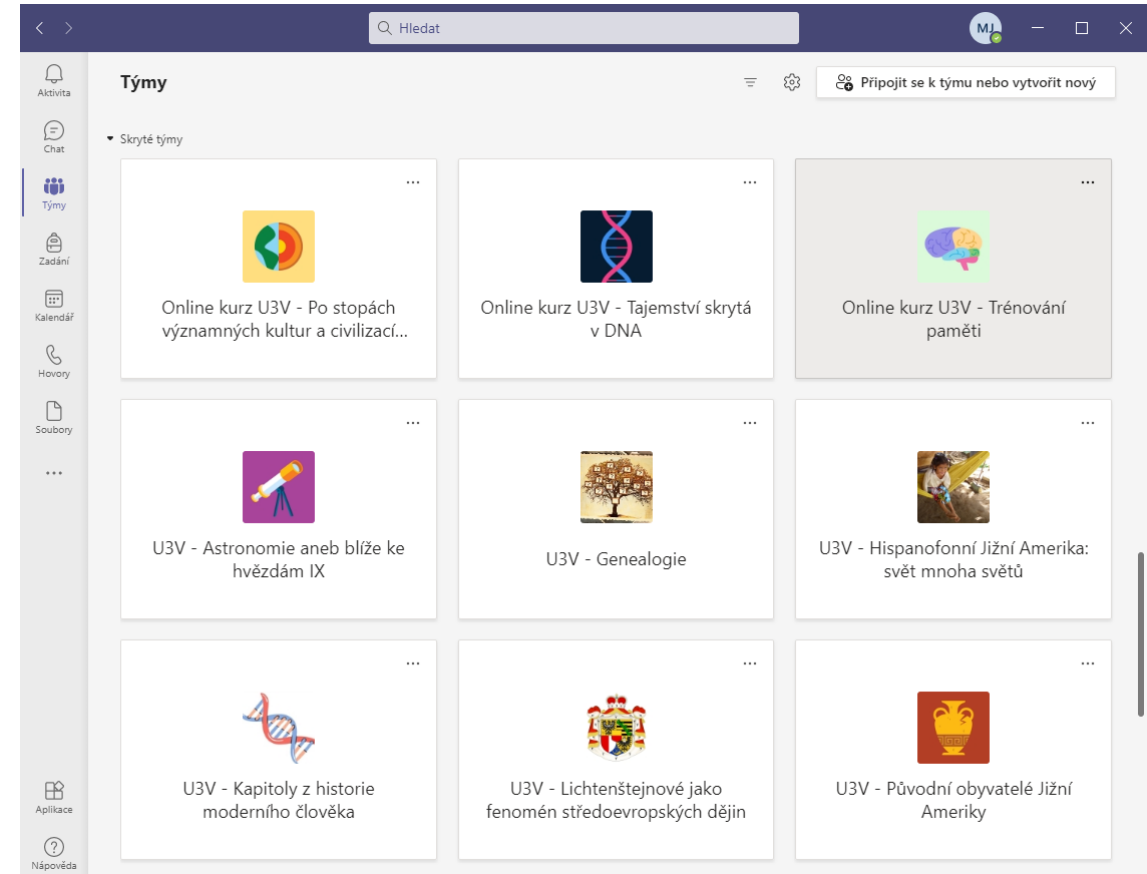 Hledat
MJ
Aktivita
Chat
Týmy
Zadání
Kalendář
Hovory
Soubory
Aplikace
Nápověda
Týmy
Připojit se k týmu nebo vytvořit nový
Skryté týmy
Online kurz U3V - Po stopách
významných kultur a civilizací...
Online kurz U3V - Tajemství skrytá
v DNA
Online kurz U3V - Trénování
paměti
U3V - Astronomie aneb blíže ke
hvězdám IX
U3V - Genealogie
U3V - Hispanofonní Jižní Amerika:
svět mnoha světů
U3V - Kapitoly z historie
moderního člověka
U3V - Lichtenštejnové jako
fenomén středoevropských dějin
U3V - Původní obyvatelé Jižní
Ameriky